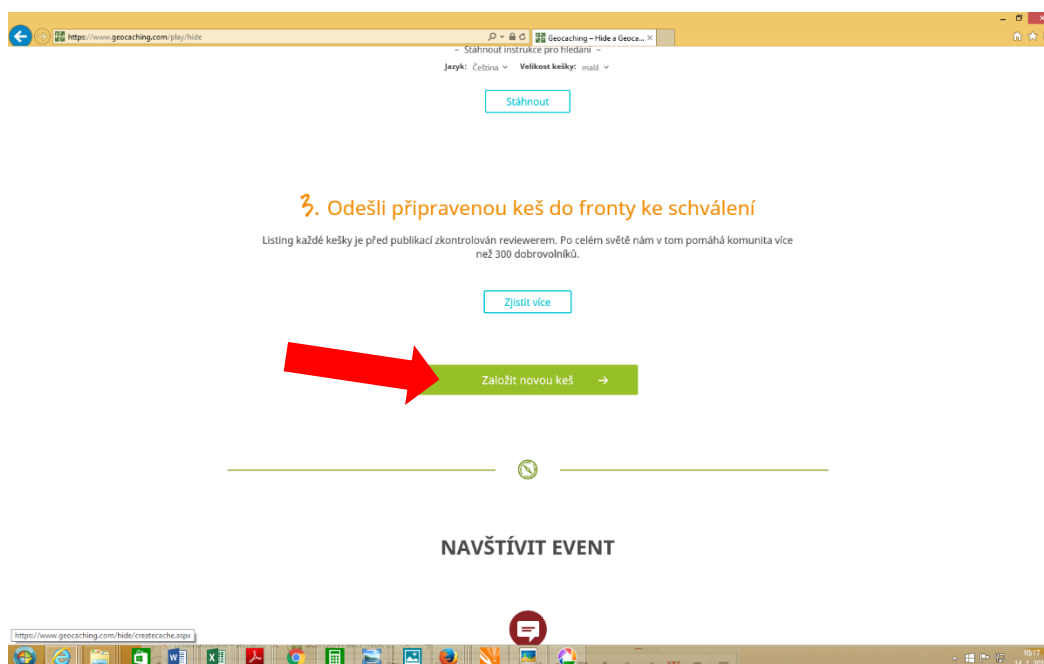 https://www.geocaching.com/play/hide
Geocaching – Hide a Geoca...
– Stáhnout instrukce pro hledání –
Jazyk: Čeština Velikost kešky: malá
Stáhnout
3. Odešli připravenou keš do fronty ke schválení
Listing každé kešky je před publikací zkontrolován reviewerem. Po celém světě nám v tom pomáhá komunita více
než 300 dobrovolníků.
Zjistit více
Založit novou keš →
NAVŠTÍVIT EVENT
https://www.geocaching.com/hide/createcache.aspx
10:17